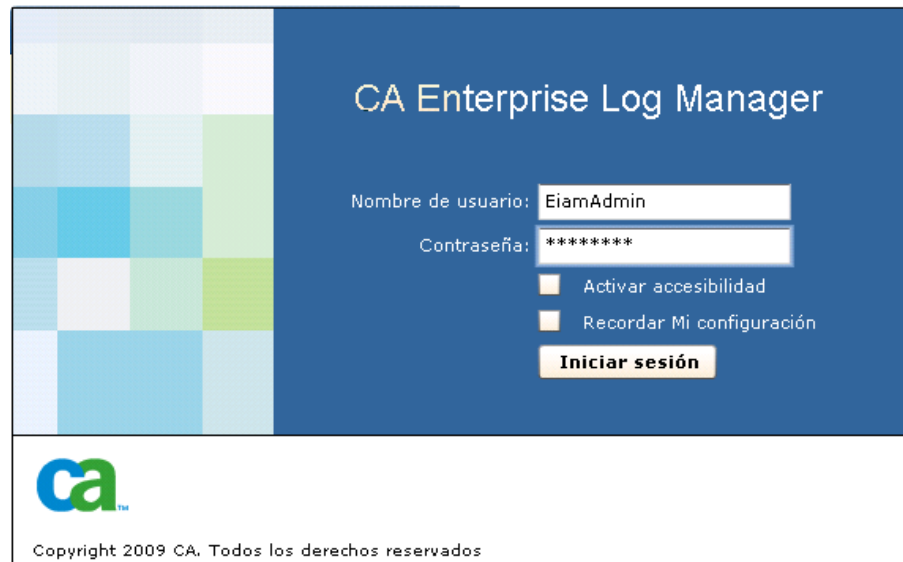 CA Enterprise Log Manager
Nombre de usuario: EiamAdmin
Contraseña: ********
Activar accesibilidad
Recordar Mi configuración
Iniciar sesión
ca™
Copyright 2009 CA. Todos los derechos reservados